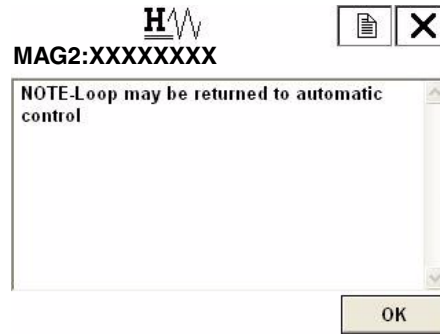 H
MAG2:XXXXXXXX
NOTE-Loop may be returned to automatic
control
OK